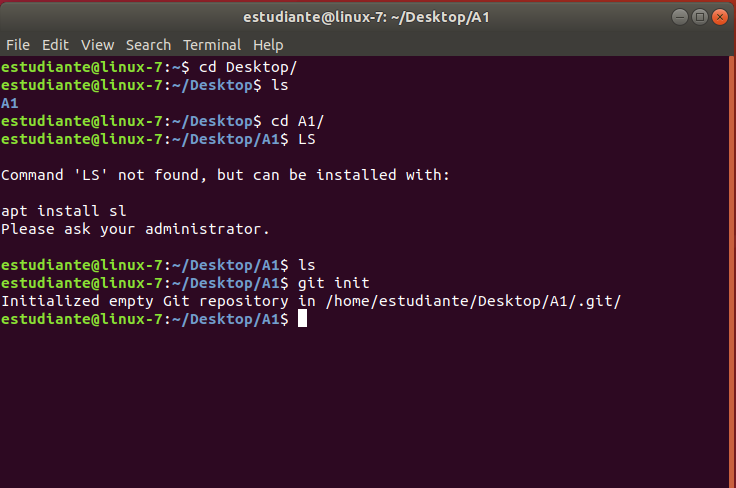 estudiante@linux-7: ~/Desktop/A1
File Edit View Search Terminal Help
estudiante@linux-7:~$ cd Desktop/
estudiante@linux-7:~/Desktop$ ls
A1
estudiante@linux-7:~/Desktop$ cd A1/
estudiante@linux-7:~/Desktop/A1$ LS
Command 'LS' not found, but can be installed with:
apt install sl
Please ask your administrator.
estudiante@linux-7:~/Desktop/A1$ ls
estudiante@linux-7:~/Desktop/A1$ git init
Initialized empty Git repository in /home/estudiante/Desktop/A1/.git/
estudiante@linux-7:~/Desktop/A1$